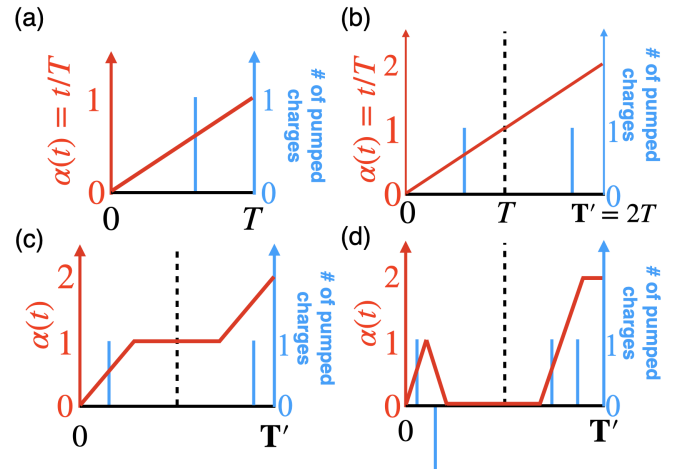 (a)
α(t) = t/T
1
0
1
0
# of pumped
charges
0
T
(b)
α(t) = t/T
2
1
0
1
0
# of pumped
charges
0
T
T′ = 2T
(c)
α(t)
2
1
0
1
0
# of pumped
charges
0
T′
(d)
α(t)
2
1
0
1
0
# of pumped
charges
0
T′